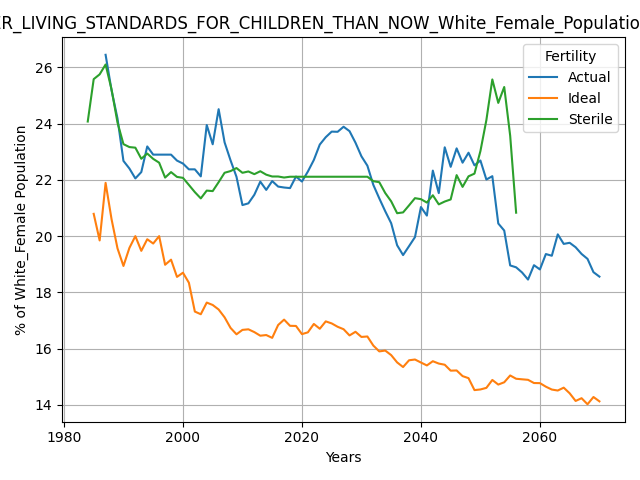 ER_LIVING_STANDARDS_FOR_CHILDREN_THAN_NOW_White_Female_Populatio
Fertility
Actual
Ideal
Sterile
% of White_Female Population
26
24
22
20
18
16
14
1980 2000 2020 2040 2060
Years